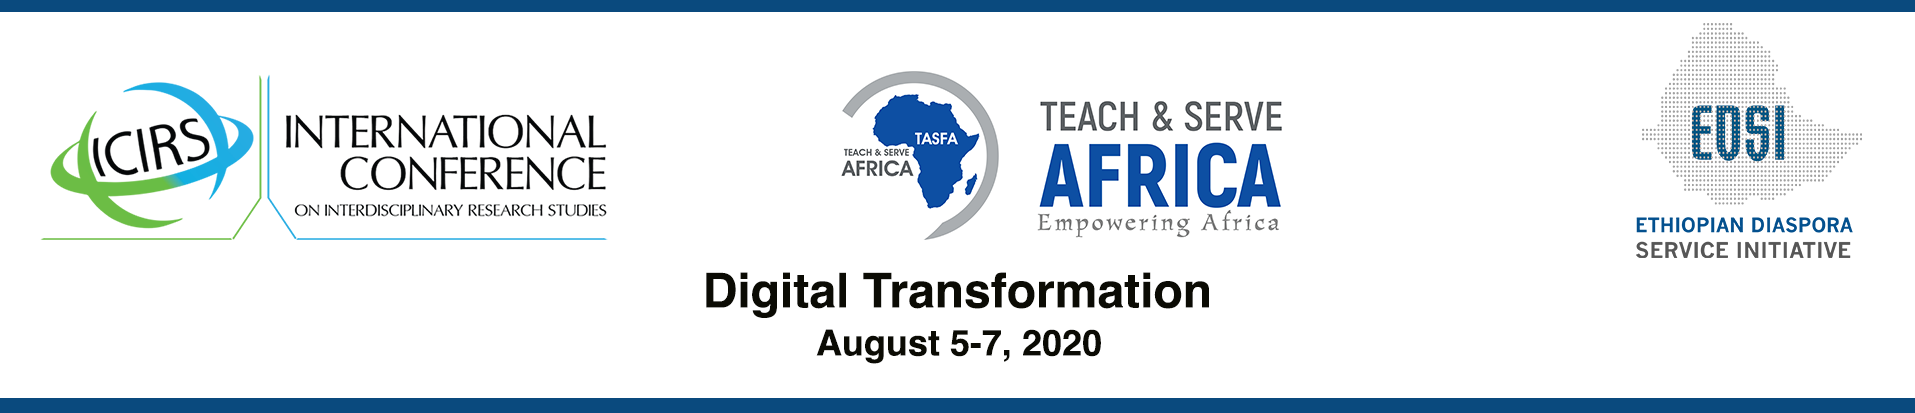 ICIRS
INTERNATIONAL
CONFERENCE
ON INTERDISCIPLINARY RESEARCH STUDIES
TASFA
TEACH & SERVE
AFRICA
TEACH & SERVE
AFRICA
Empowering Africa
EDSI
ETHIOPIAN DIASPORA
SERVICE INITIATIVE
Digital Transformation
August 5-7, 2020